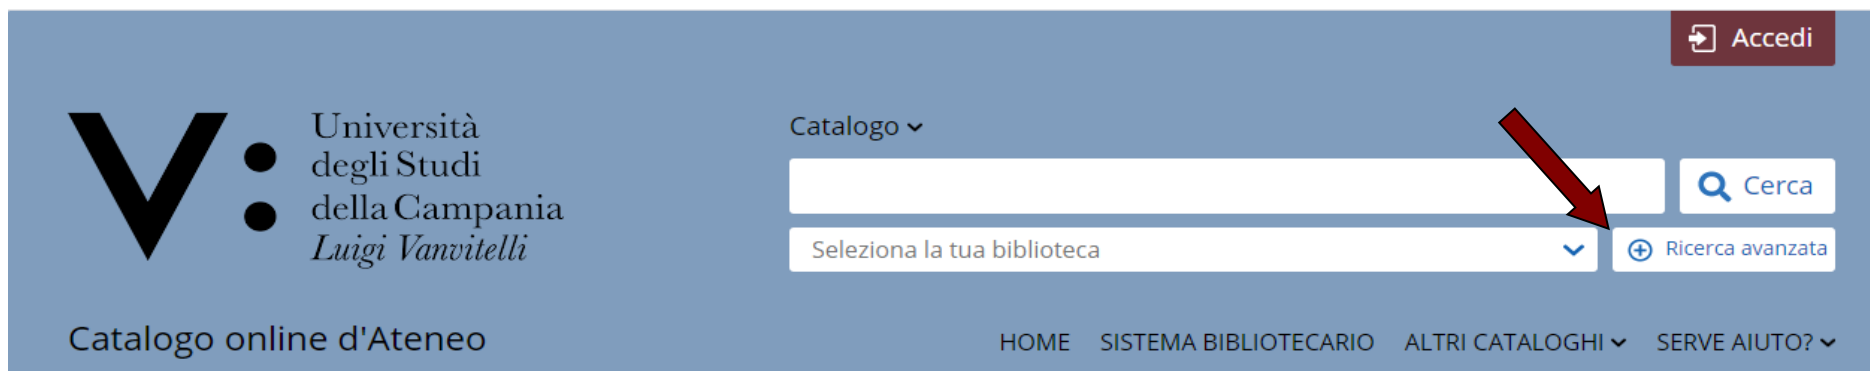 Accedi
Università
degli Studi
della Campania
Luigi Vanvitelli
Catalogo
Cerca
Seleziona la tua biblioteca
Ricerca avanzata
Catalogo online d'Ateneo
HOME SISTEMA BIBLIOTECARIO ALTRI CATALOGHI SERVE AIUTO?